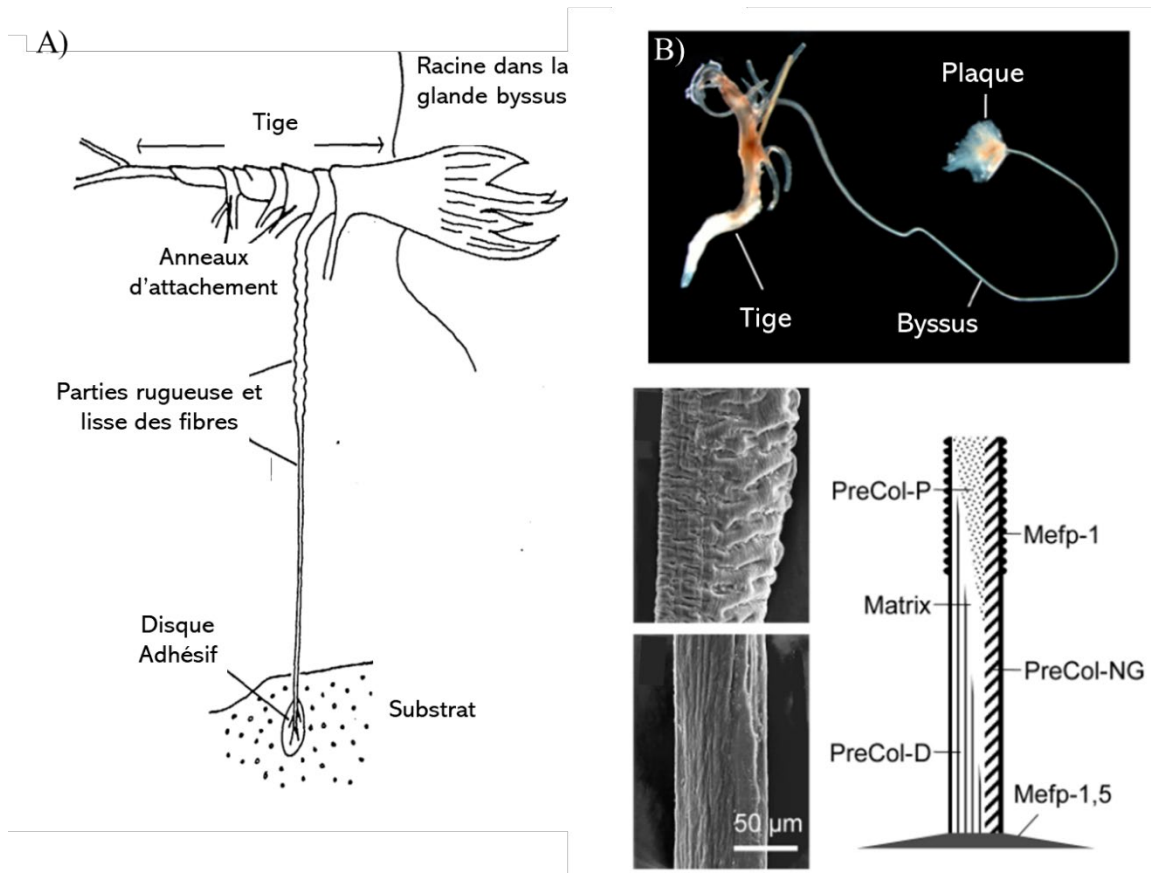 A)
Racine dans la
glande byssus
Tige
Anneaux
d'attachement
Parties rugueuse et
lisse des fibres
Disque
Adhésif
Substrat
B)
Plaque
Tige
Byssus
50 µm
PreCol-P
Mefp-1
Matrix
PreCol-NG
PreCol-D
Mefp-1,5